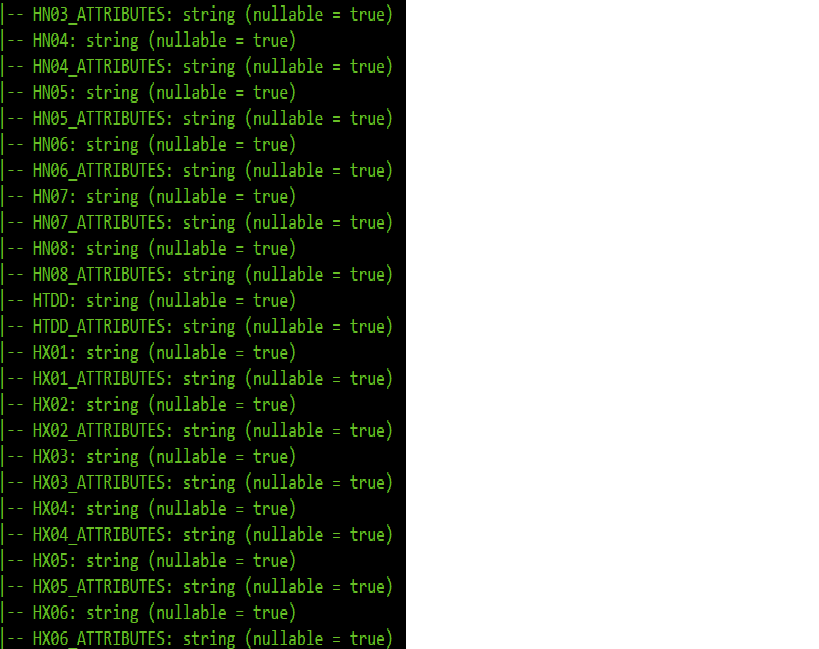 |-- HN03_ATTRIBUTES: string (nullable = true)
|-- HN04: string (nullable = true)
|-- HN04_ATTRIBUTES: string (nullable = true)
|-- HN05: string (nullable = true)
|-- HN05_ATTRIBUTES: string (nullable = true)
|-- HN06: string (nullable = true)
|-- HN06_ATTRIBUTES: string (nullable = true)
|-- HN07: string (nullable = true)
|-- HN07_ATTRIBUTES: string (nullable = true)
|-- HN08: string (nullable = true)
|-- HN08_ATTRIBUTES: string (nullable = true)
|-- HTDD: string (nullable = true)
|-- HTDD_ATTRIBUTES: string (nullable = true)
|-- HX01: string (nullable = true)
|-- HX01_ATTRIBUTES: string (nullable = true)
|-- HX02: string (nullable = true)
|-- HX02_ATTRIBUTES: string (nullable = true)
|-- HX03: string (nullable = true)
|-- HX03_ATTRIBUTES: string (nullable = true)
|-- HX04: string (nullable = true)
|-- HX04_ATTRIBUTES: string (nullable = true)
|-- HX05: string (nullable = true)
|-- HX05_ATTRIBUTES: string (nullable = true)
|-- HX06: string (nullable = true)
|-- HX06_ATTRIBUTES: string (nullable = true)